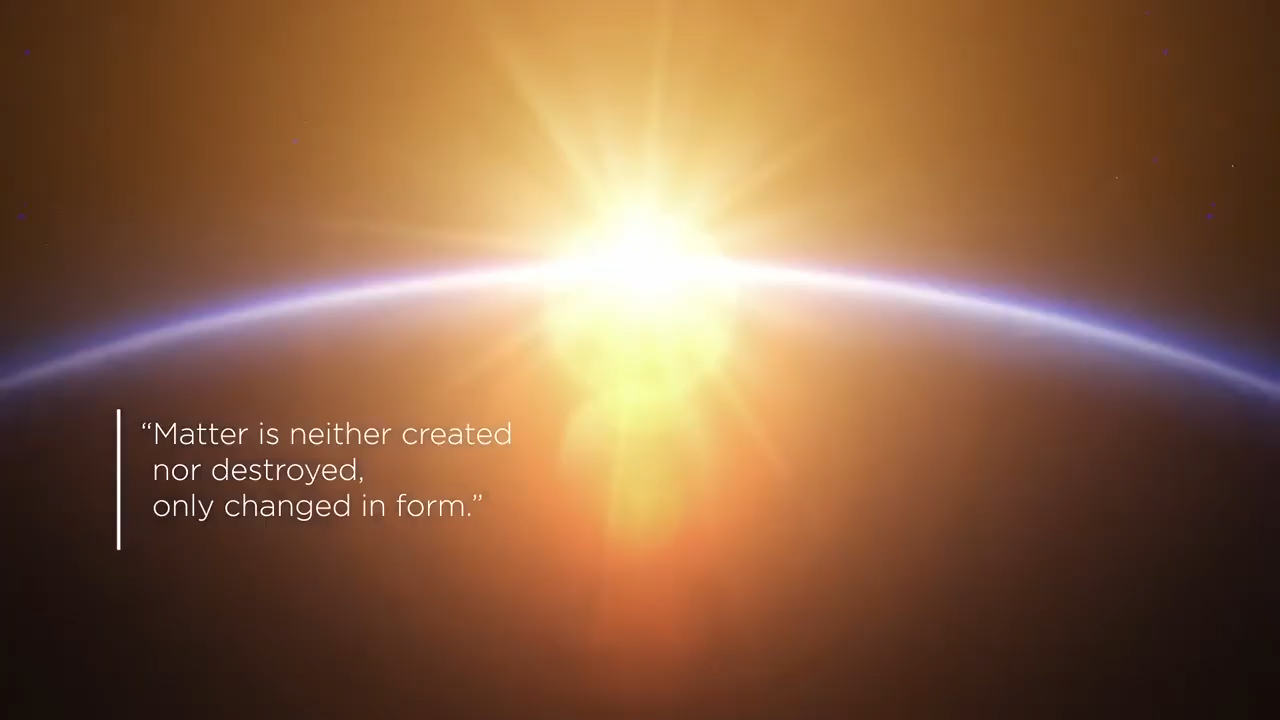 “Matter is neither created
nor destroyed,
only changed in form.”